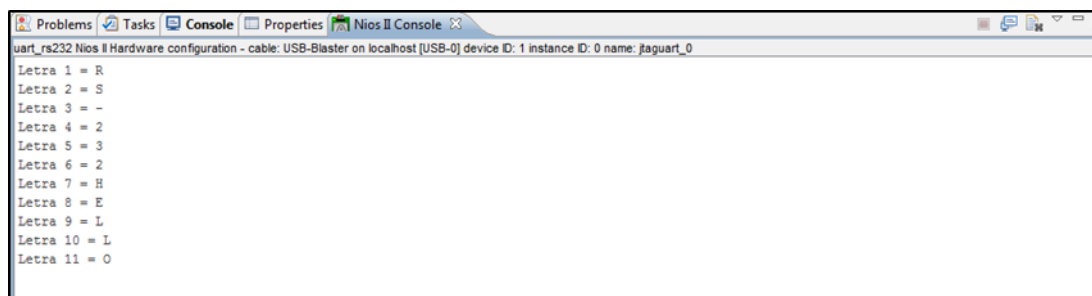 Problems Tasks Console Properties Nios II Console
uart_rs232 Nios II Hardware configuration - cable: USB-Blaster on localhost [USB-0] device ID: 1 instance ID: 0 name: jtaguart_0
Letra 1 = R
Letra 2 = S
Letra 3 = -
Letra 4 = 2
Letra 5 = 3
Letra 6 = 2
Letra 7 = H
Letra 8 = E
Letra 9 = L
Letra 10 = L
Letra 11 = O